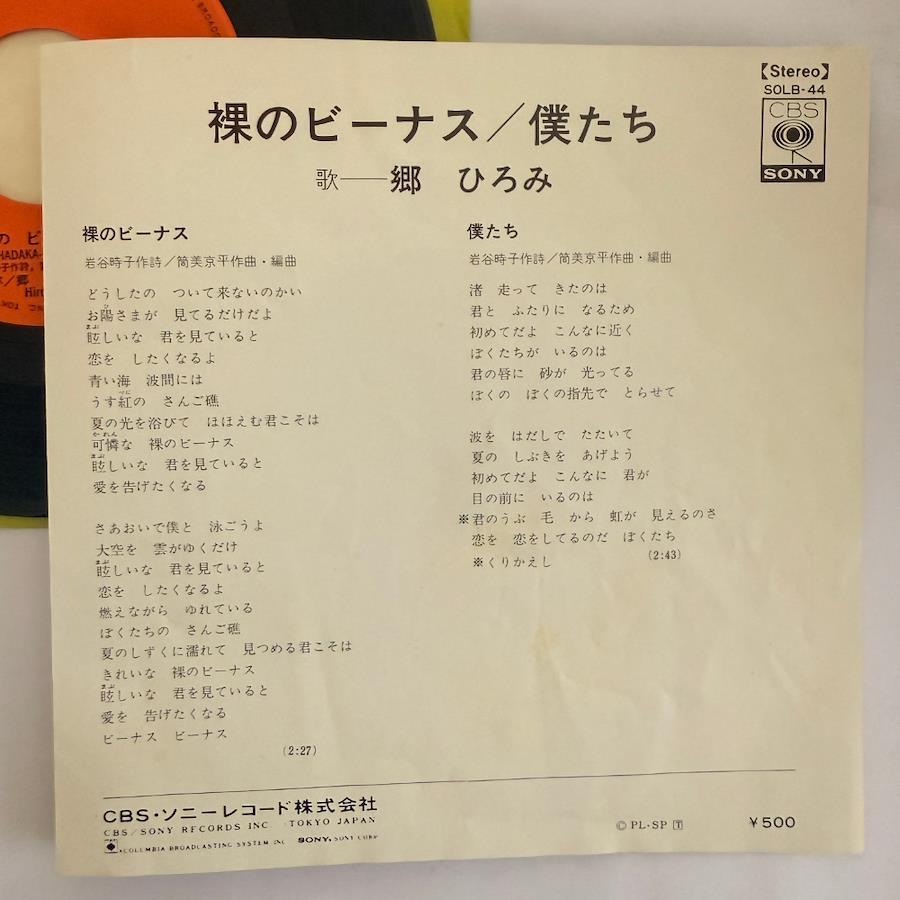 【Stereo】
SOLB-44
CBS
SONY
裸のビーナス／僕たち
歌――郷　ひろみ
裸のビーナス
岩谷時子作詩／筒美京平作曲・編曲
どうしたの　ついて来ないのかい
お陽さまが　見てるだけだよ
眩しいな　君を見ていると
恋を　したくなるよ
青い海　波間には
うす紅の　さんご礁
夏の光を浴びて　ほほえむ君こそは
可憐な　裸のビーナス
眩しいな　君を見ていると
愛を告げたくなる
さあおいで僕と　泳ごうよ
大空を　雲がゆくだけ
眩しいな　君を見ていると
恋を　したくなるよ
燃えながら　ゆれている
ぼくたちの　さんご礁
夏のしずくに濡れて　見つめる君こそは
きれいな　裸のビーナス
眩しいな　君を見ていると
愛を　告げたくなる
ビーナス　ビーナス
(2:27)
僕たち
岩谷時子作詩／筒美京平作曲・編曲
渚　走って　きたのは
君と　ふたりに　なるため
初めてだよ　こんなに近く
ぼくたちが　いるのは
君の唇に　砂が　光ってる
ぼくの　ぼくの指先で　とらせて
波を　はだしで　たたいて
夏の　しぶきを　あげよう
初めてだよ　こんなに　君が
目の前に　いるのは
※君のうぶ　毛　から　虹が　見えるのさ
恋を　恋をしてるのだ　ぼくたち
※くりかえし
(2:43)
CBS・ソニーレコード株式会社
CBS/SONY RECORDS INC　TOKYO JAPAN
COLUMBIA BROADCASTING SYSTEM INC　SONY, SONY CORP
Ⓒ PL・SP 🅃
￥500